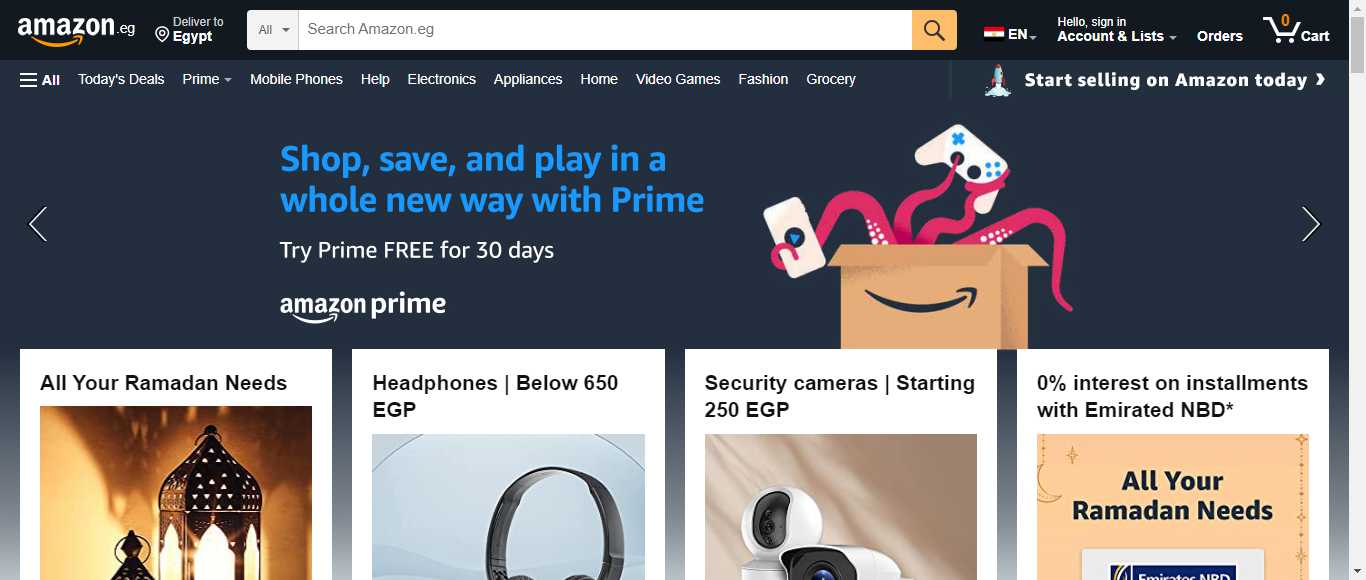 amazon.eg
Deliver to
Egypt
All
Search Amazon.eg
EN
Hello, sign in
Account & Lists
Orders
0
Cart
All
Today's Deals
Prime
Mobile Phones
Help
Electronics
Appliances
Home
Video Games
Fashion
Grocery
Start selling on Amazon today ❯
Shop, save, and play in a
whole new way with Prime
Try Prime FREE for 30 days
amazon prime
All Your Ramadan Needs
Headphones | Below 650
EGP
Security cameras | Starting
250 EGP
0% interest on installments
with Emirated NBD*
All Your
Ramadan Needs
Emirates NBD